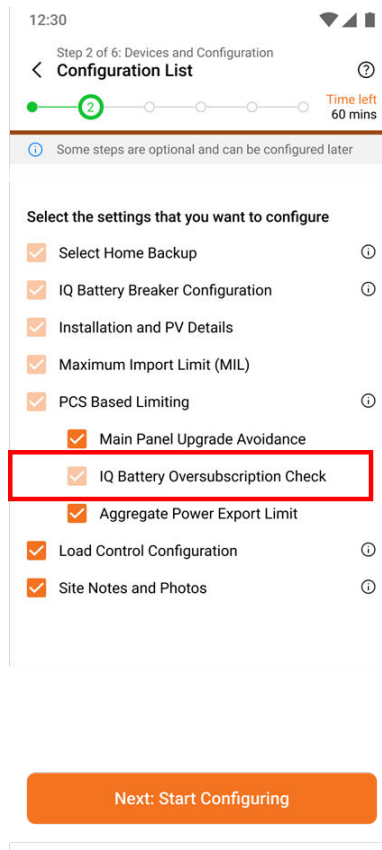 12:30
Step 2 of 6: Devices and Configuration
Configuration List
2
Time left
60 mins
Some steps are optional and can be configured later
Select the settings that you want to configure
Select Home Backup
IQ Battery Breaker Configuration
Installation and PV Details
Maximum Import Limit (MIL)
PCS Based Limiting
Main Panel Upgrade Avoidance
IQ Battery Oversubscription Check
Aggregate Power Export Limit
Load Control Configuration
Site Notes and Photos
Next: Start Configuring